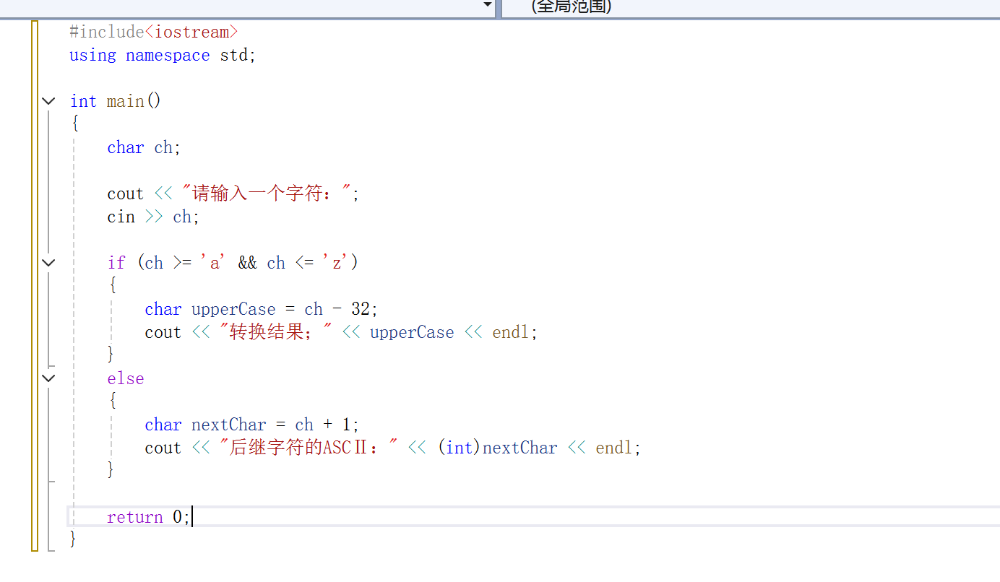 (全局范围)
#include<iostream>
using namespace std;
int main()
{
char ch;
cout << "请输入一个字符：";
cin >> ch;
if (ch >= 'a' && ch <= 'z')
{
char upperCase = ch - 32;
cout << "转换结果；" << upperCase << endl;
}
else
{
char nextChar = ch + 1;
cout << "后继字符的ASCⅡ：" << (int)nextChar << endl;
}
return 0;
}